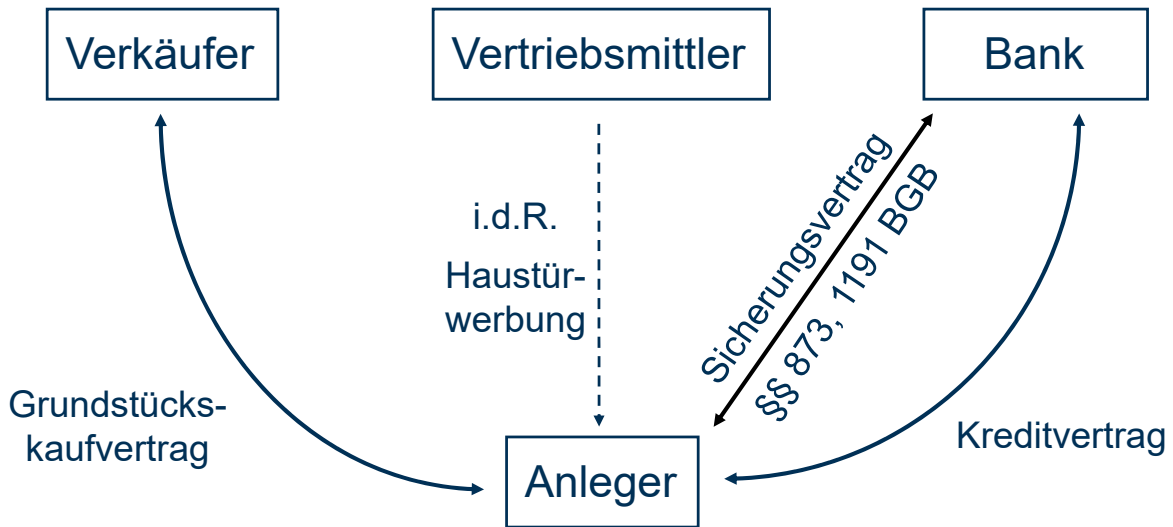 Verkäufer
Vertriebsmittler
Bank
i.d.R.
Haustür-
werbung
Sicherungsvertrag
§§ 873, 1191 BGB
Grundstücks-
kaufvertrag
Kreditvertrag
Anleger